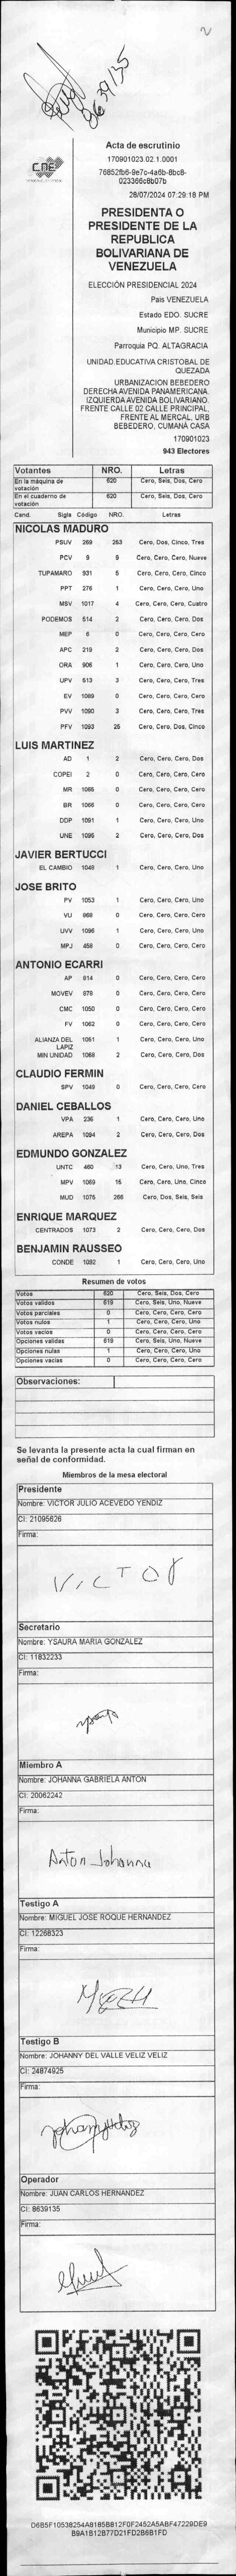 2
8639135
CNE
Acta de escrutinio
170901023.02.1.0001
76852fb6-9e7c-4a6b-8bc8-
023366c8b07b
28/07/2024 07:29:18 PM
PRESIDENTA O
PRESIDENTE DE LA
REPUBLICA
BOLIVARIANA DE
VENEZUELA
ELECCIÓN PRESIDENCIAL 2024
Pais VENEZUELA
Estado EDO. SUCRE
Municipio MP. SUCRE
Parroquia PQ. ALTAGRACIA
UNIDAD EDUCATIVA CRISTOBAL DE
QUEZADA
URBANIZACION BEBEDERO
DERECHA AVENIDA PANAMERICANA.
IZQUIERDA AVENIDA BOLIVARIANO.
FRENTE CALLE 02 CALLE PRINCIPAL.
FRENTE AL MERCAL. URB
BEBEDERO, CUMANÁ CASA
170901023
943 Electores
Votantes NRO. Letras
En la máquina de votación 620 Cero, Seis, Dos, Cero
En el cuaderno de votación 620 Cero, Seis, Dos, Cero
Cand. Sigla Código NRO. Letras
NICOLAS MADURO
PSUV 269 253 Cero, Dos, Cinco, Tres
PCV 9 9 Cero, Cero, Cero, Nueve
TUPAMARO 931 5 Cero, Cero, Cero, Cinco
PPT 276 1 Cero, Cero, Cero, Uno
MSV 1017 4 Cero, Cero, Cero, Cuatro
PODEMOS 514 2 Cero, Cero, Cero, Dos
MEP 6 0 Cero, Cero, Cero, Cero
APC 219 2 Cero, Cero, Cero, Dos
ORA 906 1 Cero, Cero, Cero, Uno
UPV 613 3 Cero, Cero, Cero, Tres
EV 1089 0 Cero, Cero, Cero, Cero
PVV 1090 3 Cero, Cero, Cero, Tres
PFV 1093 25 Cero, Cero, Dos, Cinco
LUIS MARTINEZ
AD 1 2 Cero, Cero, Cero, Dos
COPEI 2 0 Cero, Cero, Cero, Cero
MR 1065 0 Cero, Cero, Cero, Cero
BR 1066 0 Cero, Cero, Cero, Cero
DDP 1091 1 Cero, Cero, Cero, Uno
UNE 1095 2 Cero, Cero, Cero, Dos
JAVIER BERTUCCI
EL CAMBIO 1048 1 Cero, Cero, Cero, Uno
JOSE BRITO
PV 1053 1 Cero, Cero, Cero, Uno
VU 868 0 Cero, Cero, Cero, Cero
UVV 1096 1 Cero, Cero, Cero, Uno
MPJ 458 0 Cero, Cero, Cero, Cero
ANTONIO ECARRI
AP 814 0 Cero, Cero, Cero, Cero
MOVEV 978 0 Cero, Cero, Cero, Cero
CMC 1050 0 Cero, Cero, Cero, Cero
FV 1062 0 Cero, Cero, Cero, Cero
ALIANZA DEL LAPIZ 1061 1 Cero, Cero, Cero, Uno
MIN UNIDAD 1068 2 Cero, Cero, Cero, Dos
CLAUDIO FERMIN
SPV 1049 0 Cero, Cero, Cero, Cero
DANIEL CEBALLOS
VPA 236 1 Cero, Cero, Cero, Uno
AREPA 1094 2 Cero, Cero, Cero, Dos
EDMUNDO GONZALEZ
UNTC 460 13 Cero, Cero, Uno, Tres
MPV 1069 15 Cero, Cero, Uno, Cinco
MUD 1075 266 Cero, Dos, Seis, Seis
ENRIQUE MARQUEZ
CENTRADOS 1073 2 Cero, Cero, Cero, Dos
BENJAMIN RAUSSEO
CONDE 1092 1 Cero, Cero, Cero, Uno
Resumen de votos
Votos 620 Cero, Seis, Dos, Cero
Votos validos 619 Cero, Seis, Uno, Nueve
Votos parciales 0 Cero, Cero, Cero, Cero
Votos nulos 1 Cero, Cero, Cero, Uno
Votos vacios 0 Cero, Cero, Cero, Cero
Opciones validas 619 Cero, Seis, Uno, Nueve
Opciones nulas 1 Cero, Cero, Cero, Uno
Opciones vacias 0 Cero, Cero, Cero, Cero
Observaciones:
Se levanta la presente acta la cual firman en
señal de conformidad.
Miembros de la mesa electoral
Presidente
Nombre: VICTOR JULIO ACEVEDO YENDIZ
CI: 21095626
Firma:
VICTOR
Secretario
Nombre: YSAURA MARIA GONZALEZ
CI: 11832233
Firma:
Miembro A
Nombre: JOHANNA GABRIELA ANTON
CI: 20062242
Firma:
Anton Johanna
Testigo A
Nombre: MIGUEL JOSE ROQUE HERNANDEZ
CI: 12268323
Firma:
Testigo B
Nombre: JOHANNY DEL VALLE VELIZ VELIZ
CI: 24874925
Firma:
Operador
Nombre: JUAN CARLOS HERNANDEZ
CI: 8639135
Firma:
D6B5F10538254A8185B812F0F2452A5ABF47229DE9
B9A1B12B77D21FD2B6B1FD